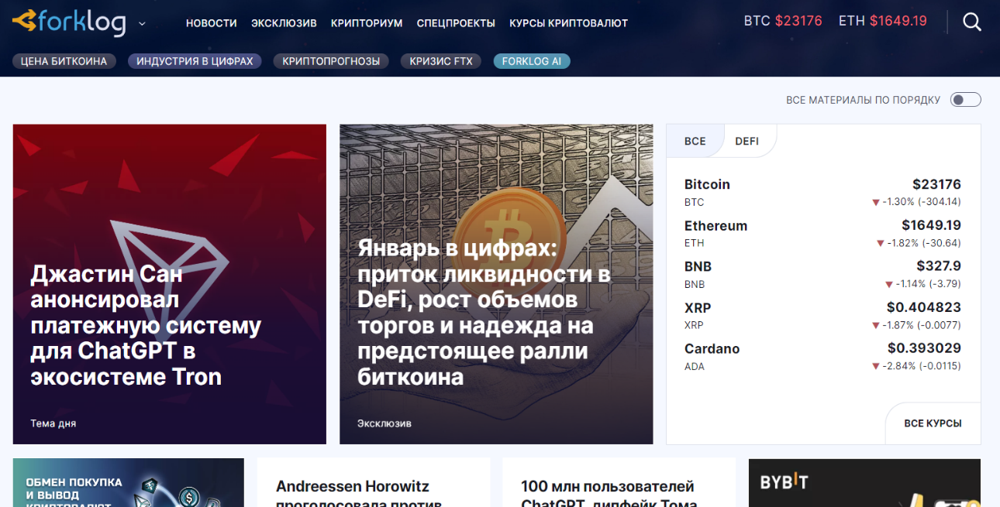 forklog
НОВОСТИ ЭКСКЛЮЗИВ КРИПТОРИУМ СПЕЦПРОЕКТЫ КУРСЫ КРИПТОВАЛЮТ
BTC $23176 ETH $1649.19
ЦЕНА БИТКОИНА ИНДУСТРИЯ В ЦИФРАХ КРИПТОПРОГНОЗЫ КРИЗИС FTX FORKLOG AI
ВСЕ МАТЕРИАЛЫ ПО ПОРЯДКУ
Джастин Сан
анонсировал
платежную систему
для ChatGPT в
экосистеме Tron
Тема дня
Январь в цифрах:
приток ликвидности в
DeFi, рост объемов
торгов и надежда на
предстоящее ралли
биткоина
Эксклюзив
ВСЕ DEFI
Bitcoin $23176
BTC ▼ -1.30% (-304.14)
Ethereum $1649.19
ETH ▼ -1.82% (-30.64)
BNB $327.9
BNB ▼ -1.14% (-3.79)
XRP $0.404823
XRP ▼ -1.87% (-0.0077)
Cardano $0.393029
ADA ▼ -2.84% (-0.0115)
ВСЕ КУРСЫ
ОБМЕН ПОКУПКА
И ВЫВОД
КРИПТОВАЛЮТ
Andreessen Horowitz
проголосовала против
100 млн пользователей
ChatGPT, дипфейк Тома
BYBIT